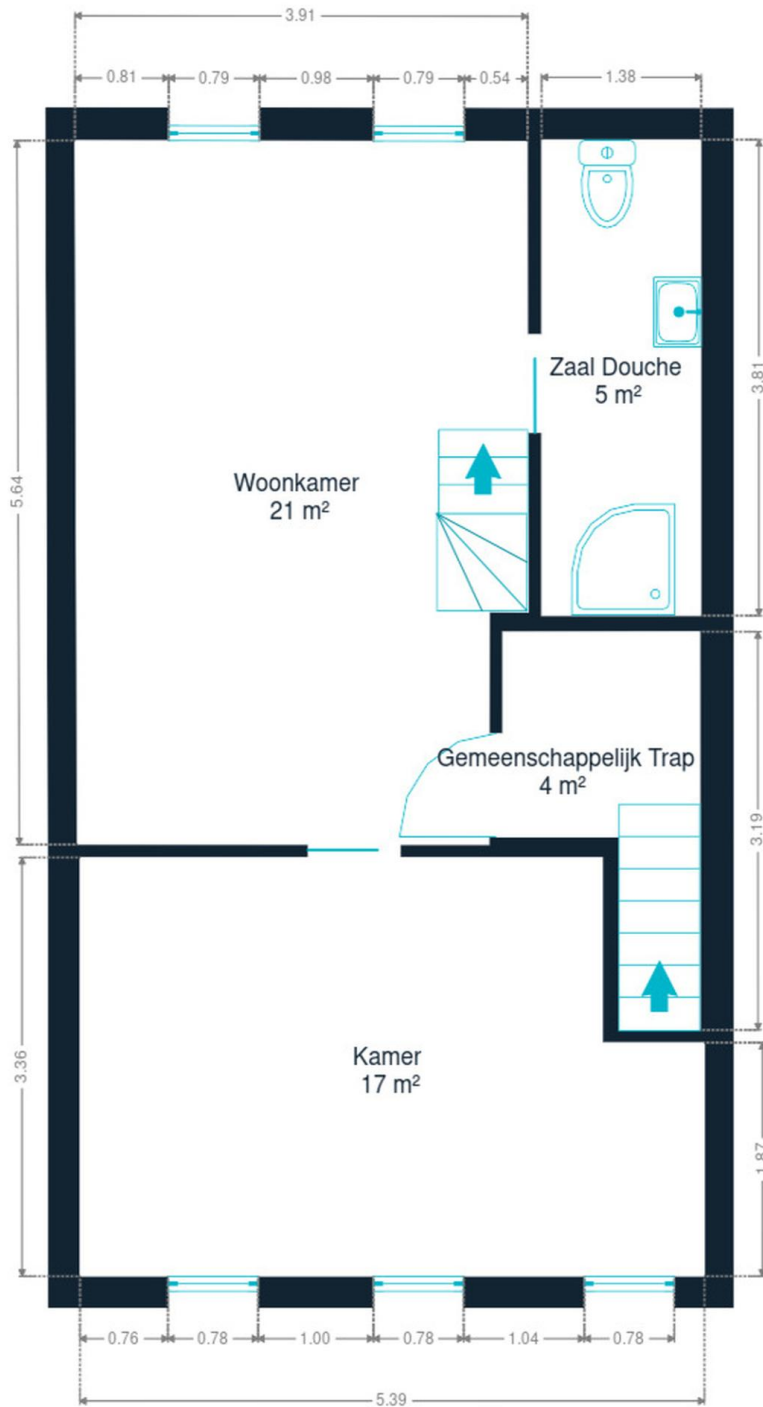 3.91
0.81 0.79 0.98 0.79 0.54 1.38
Zaal Douche
5 m²
3.81
Woonkamer
21 m²
5.64
Gemeenschappelijk Trap
4 m²
3.19
Kamer
17 m²
3.36
1.87
0.76 0.78 1.00 0.78 1.04 0.78
5.39